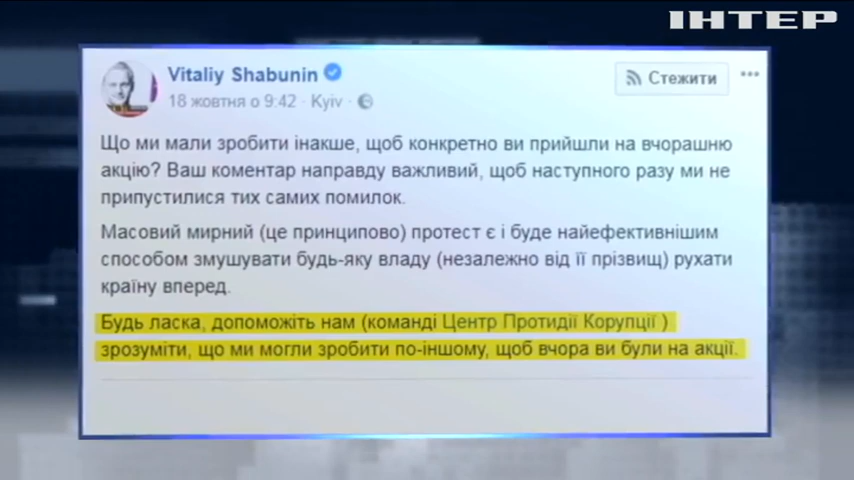 ІНТЕР
Vitaliy Shabunin
18 жовтня о 9:42 · Kyiv ·
Стежити
Що ми мали зробити інакше, щоб конкретно ви прийшли на вчорашню
акцію? Ваш коментар направду важливий, щоб наступного разу ми не
припустилися тих самих помилок.
Масовий мирний (це принципово) протест є і буде найефективнішим
способом змушувати будь-яку владу (незалежно від її прізвищ) рухати
країну вперед.
Будь ласка, допоможіть нам (команді Центр Протидії Корупції )
зрозуміти, що ми могли зробити по-іншому, щоб вчора ви були на акції.